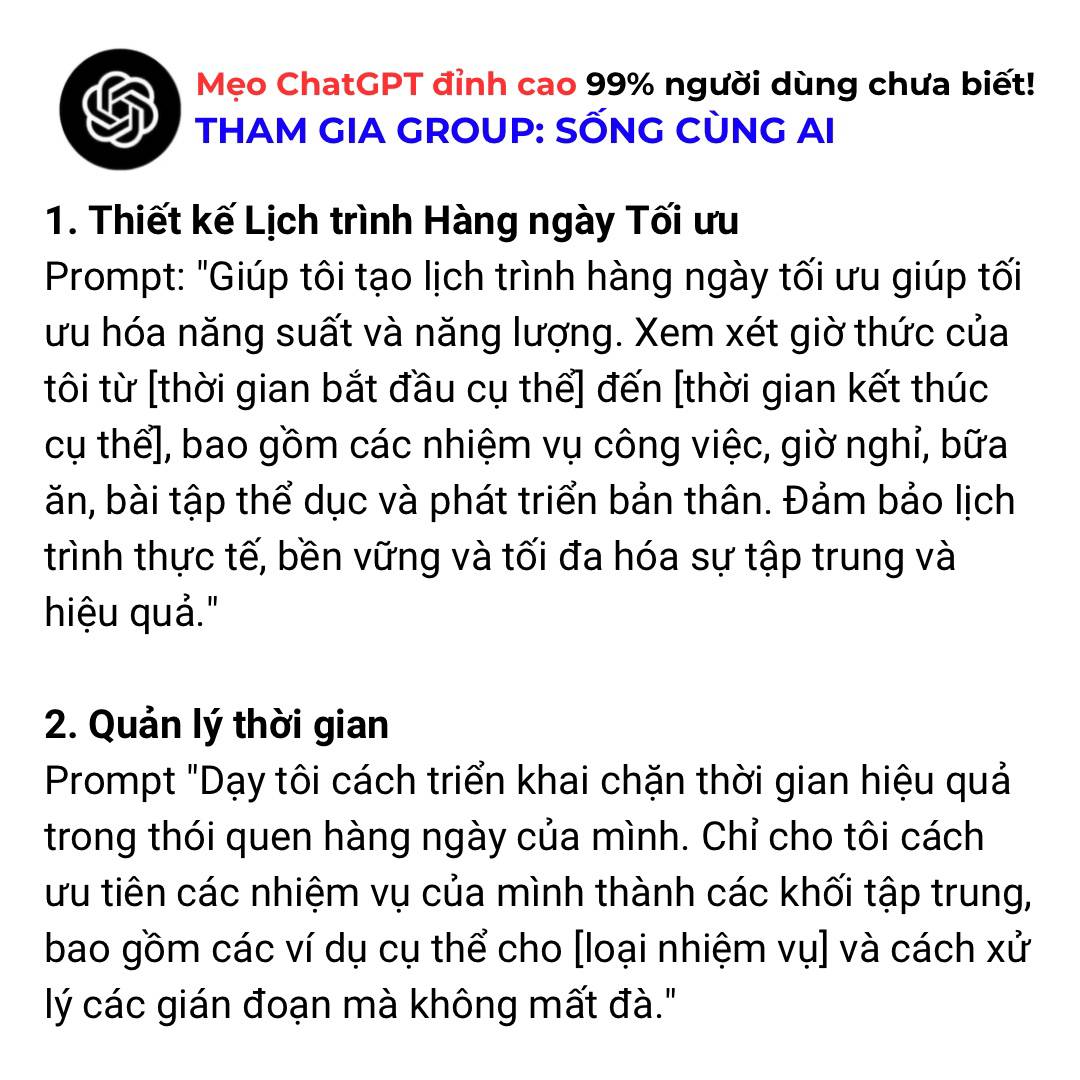 Mẹo ChatGPT đỉnh cao 99% người dùng chưa biết!
THAM GIA GROUP: SỐNG CÙNG AI
1. Thiết kế Lịch trình Hàng ngày Tối ưu
Prompt: "Giúp tôi tạo lịch trình hàng ngày tối ưu giúp tối
ưu hóa năng suất và năng lượng. Xem xét giờ thức của
tôi từ [thời gian bắt đầu cụ thể] đến [thời gian kết thúc
cụ thể], bao gồm các nhiệm vụ công việc, giờ nghỉ, bữa
ăn, bài tập thể dục và phát triển bản thân. Đảm bảo lịch
trình thực tế, bền vững và tối đa hóa sự tập trung và
hiệu quả."
2. Quản lý thời gian
Prompt "Dạy tôi cách triển khai chặn thời gian hiệu quả
trong thói quen hàng ngày của mình. Chỉ cho tôi cách
ưu tiên các nhiệm vụ của mình thành các khối tập trung,
bao gồm các ví dụ cụ thể cho [loại nhiệm vụ] và cách xử
lý các gián đoạn mà không mất đà."